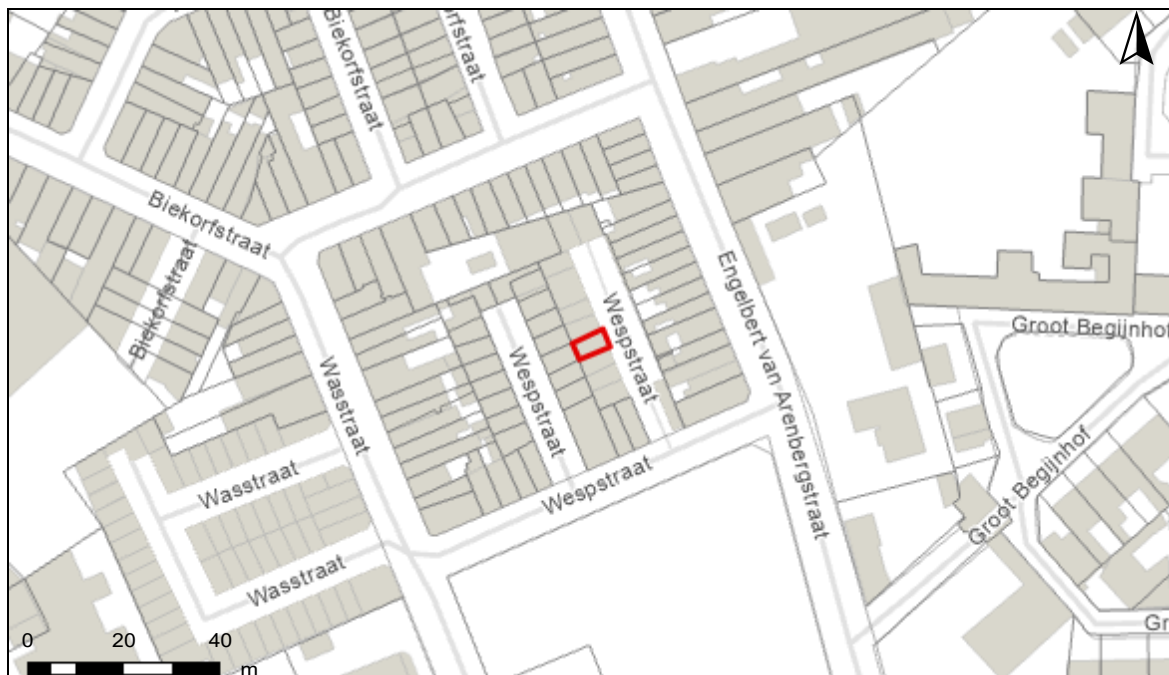 Biekorfstraat
orfstraat
Biekorfstraat
Biekorfstraat
Wespstraat
Engelbert van Arenbergstraat
Groot Begijnhof
Wespstraat
Wasstraat
Wespstraat
Groot Begijnhof
Wasstraat
Wasstraat
Gr
0 20 40
m